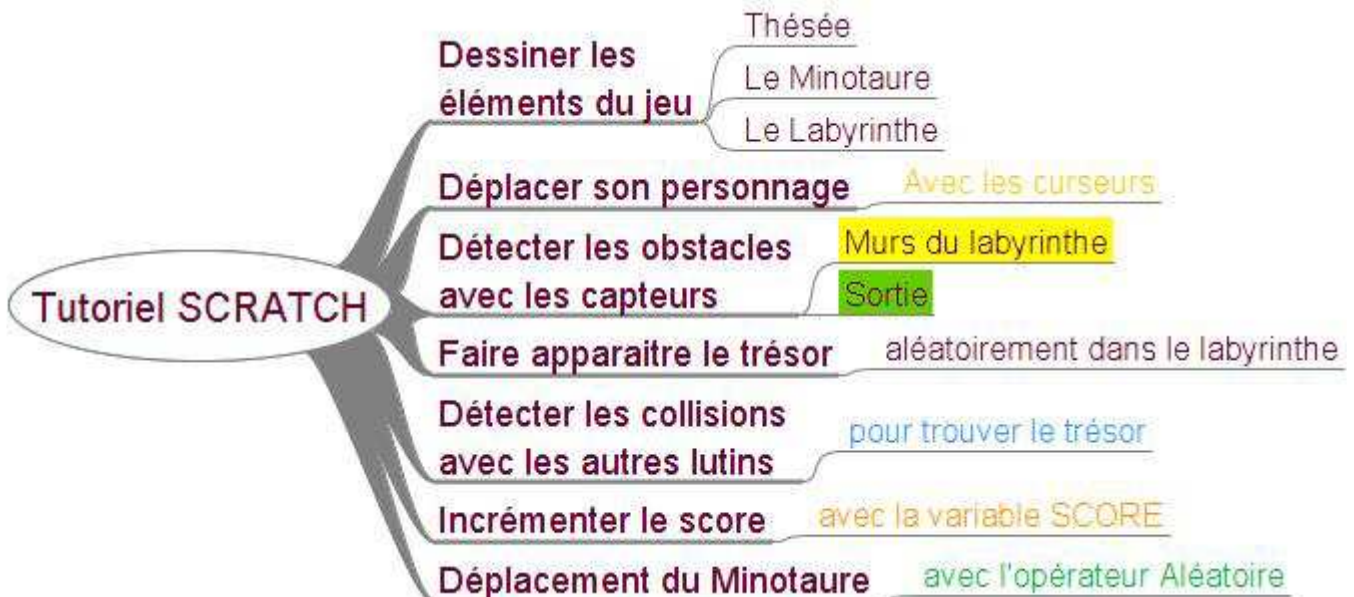 Tutoriel SCRATCH
Dessiner les
éléments du jeu
Thésée
Le Minotaure
Le Labyrinthe
Déplacer son personnage
Avec les curseurs
Détecter les obstacles
avec les capteurs
Murs du labyrinthe
Sortie
Faire apparaitre le trésor
aléatoirement dans le labyrinthe
Détecter les collisions
avec les autres lutins
pour trouver le trésor
Incrémenter le score
avec la variable SCORE
Déplacement du Minotaure
avec l'opérateur Aléatoire